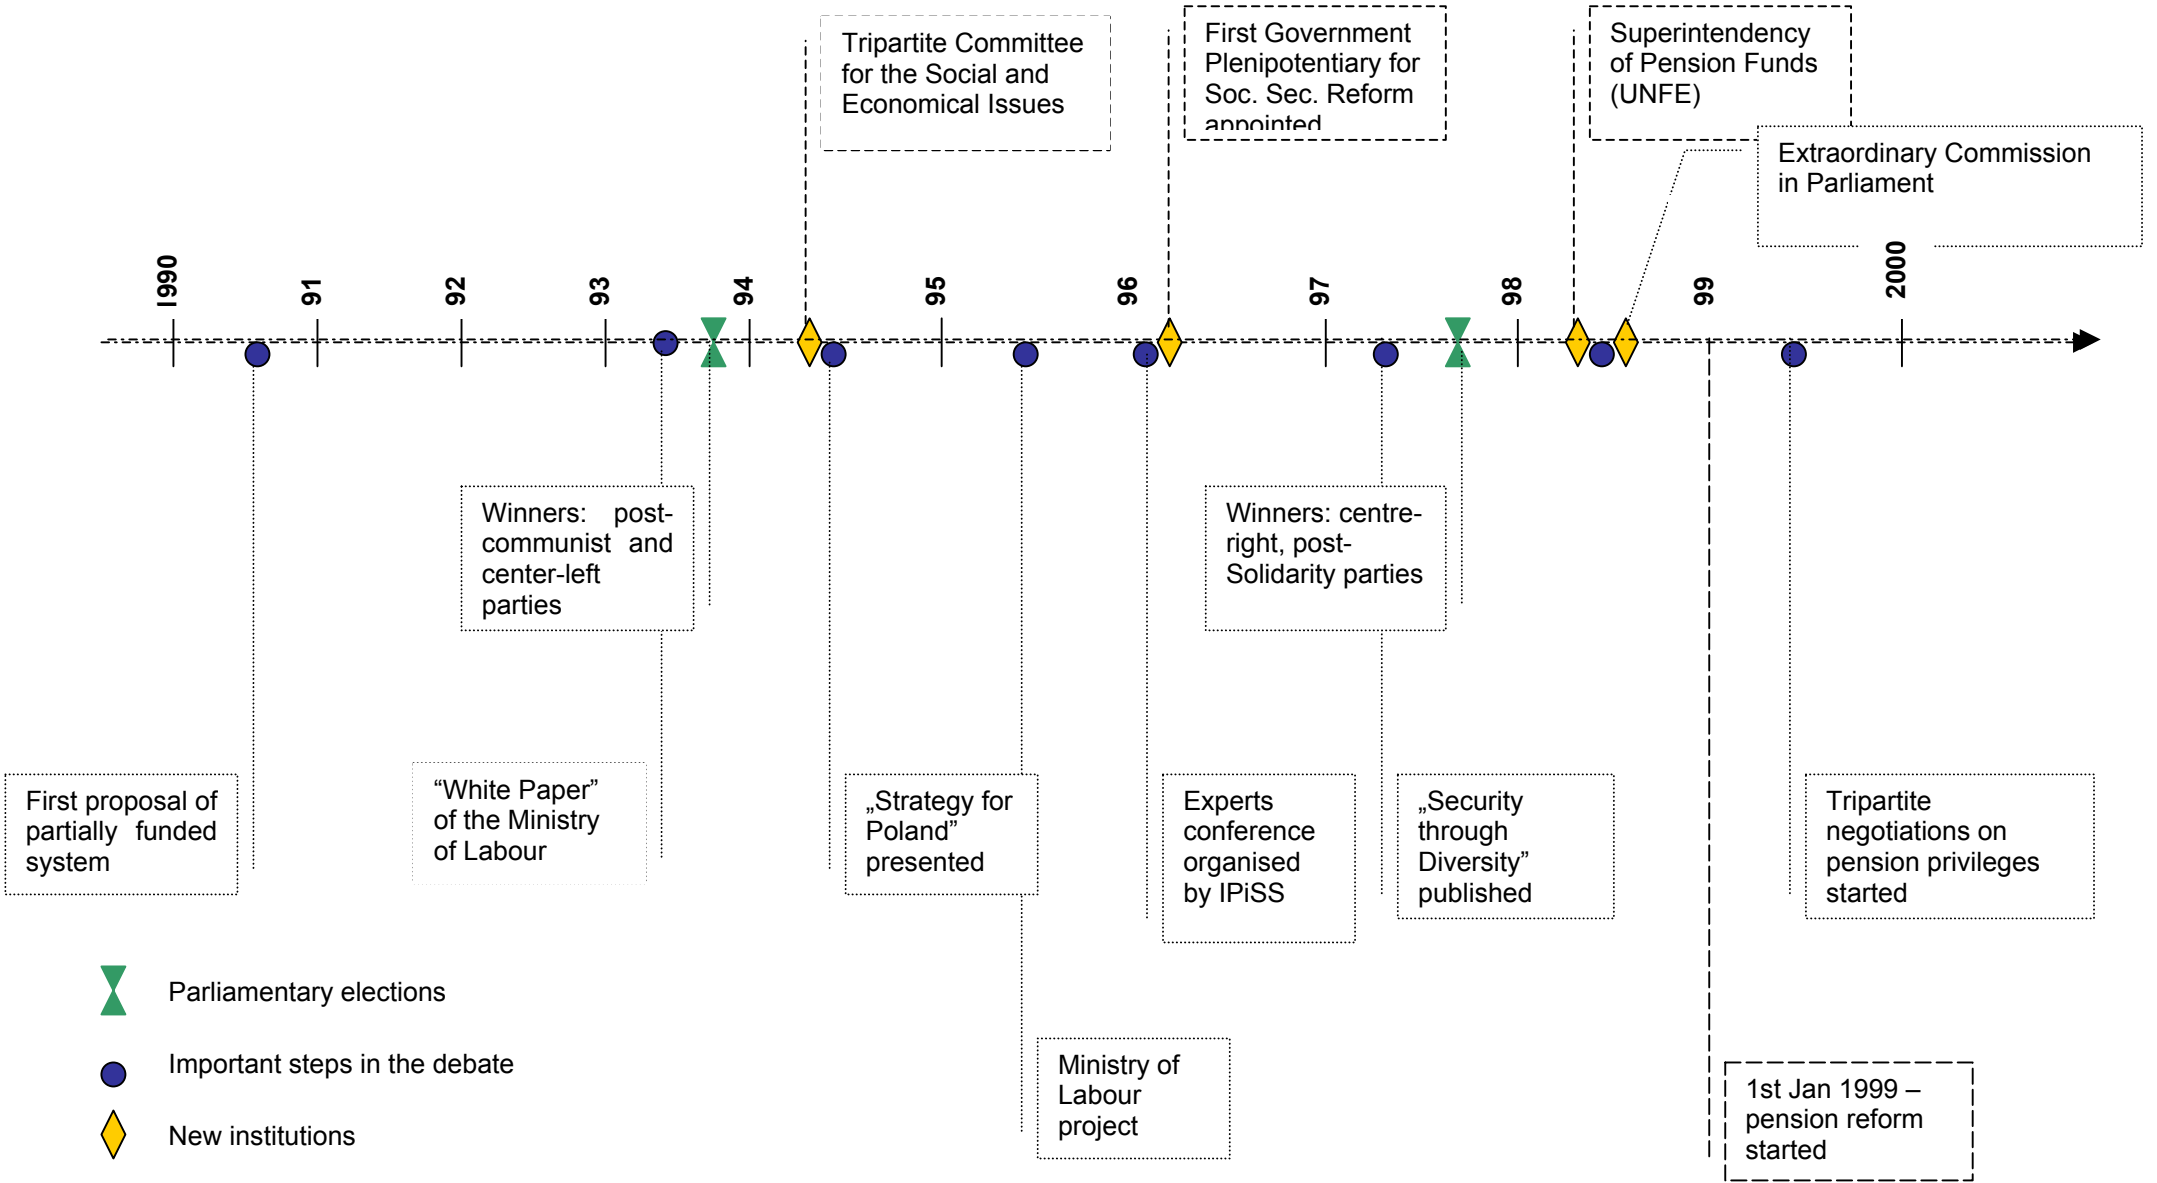 Tripartite Committee
for the Social and
Economical Issues
First Government
Plenipotentiary for
Soc. Sec. Reform
appointed
Superintendency
of Pension Funds
(UNFE)
Extraordinary Commission
in Parliament
1990
91
92
93
94
95
96
97
98
99
2000
Winners: post-
communist and
center-left
parties
Winners: centre-
right, post-
Solidarity parties
First proposal of
partially funded
system
“White Paper”
of the Ministry
of Labour
„Strategy for
Poland”
presented
Experts
conference
organised
by IPiSS
„Security
through
Diversity”
published
Tripartite
negotiations on
pension privileges
started
Parliamentary elections
Important steps in the debate
New institutions
Ministry of
Labour
project
1st Jan 1999 –
pension reform
started